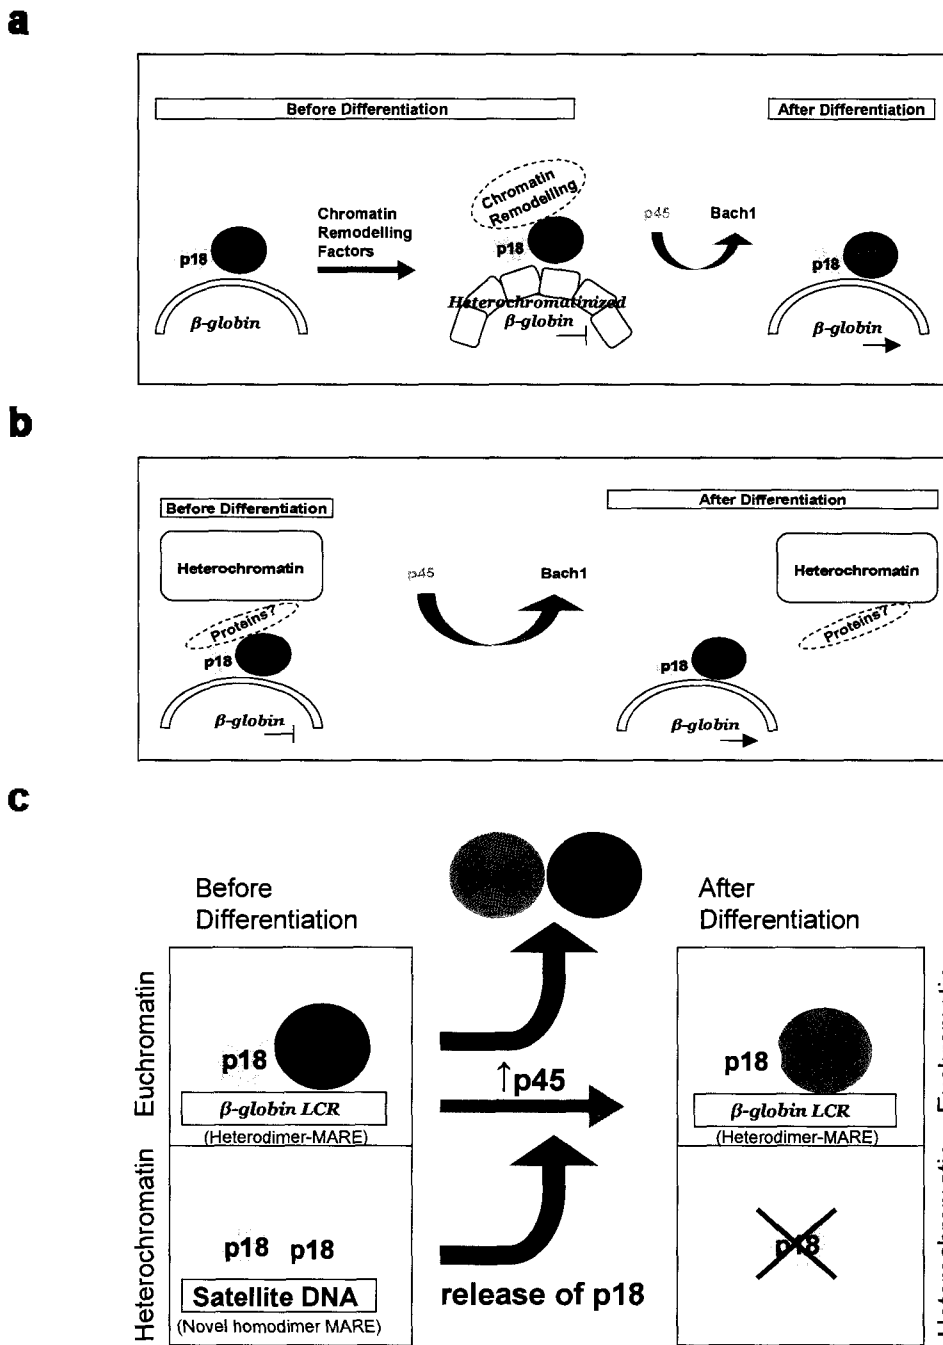 a
Before Differentiation
After Differentiation
Chromatin
Remodelling
Chromatin
Remodelling
Factors
p45
Bach1
p18
p18
p18
Heterochromatinized
β-globin
β-globin
β-globin
b
Before Differentiation
After Differentiation
Heterochromatin
p45
Bach1
Heterochromatin
Proteins?
Proteins?
p18
p18
β-globin
β-globin
c
Before
Differentiation
After
Differentiation
Euchromatin
p18
↑p45
p18
β-globin LCR
(Heterodimer-MARE)
β-globin LCR
(Heterodimer-MARE)
Heterochromatin
p18 p18
p18
Satellite DNA
(Novel homodimer MARE)
release of p18